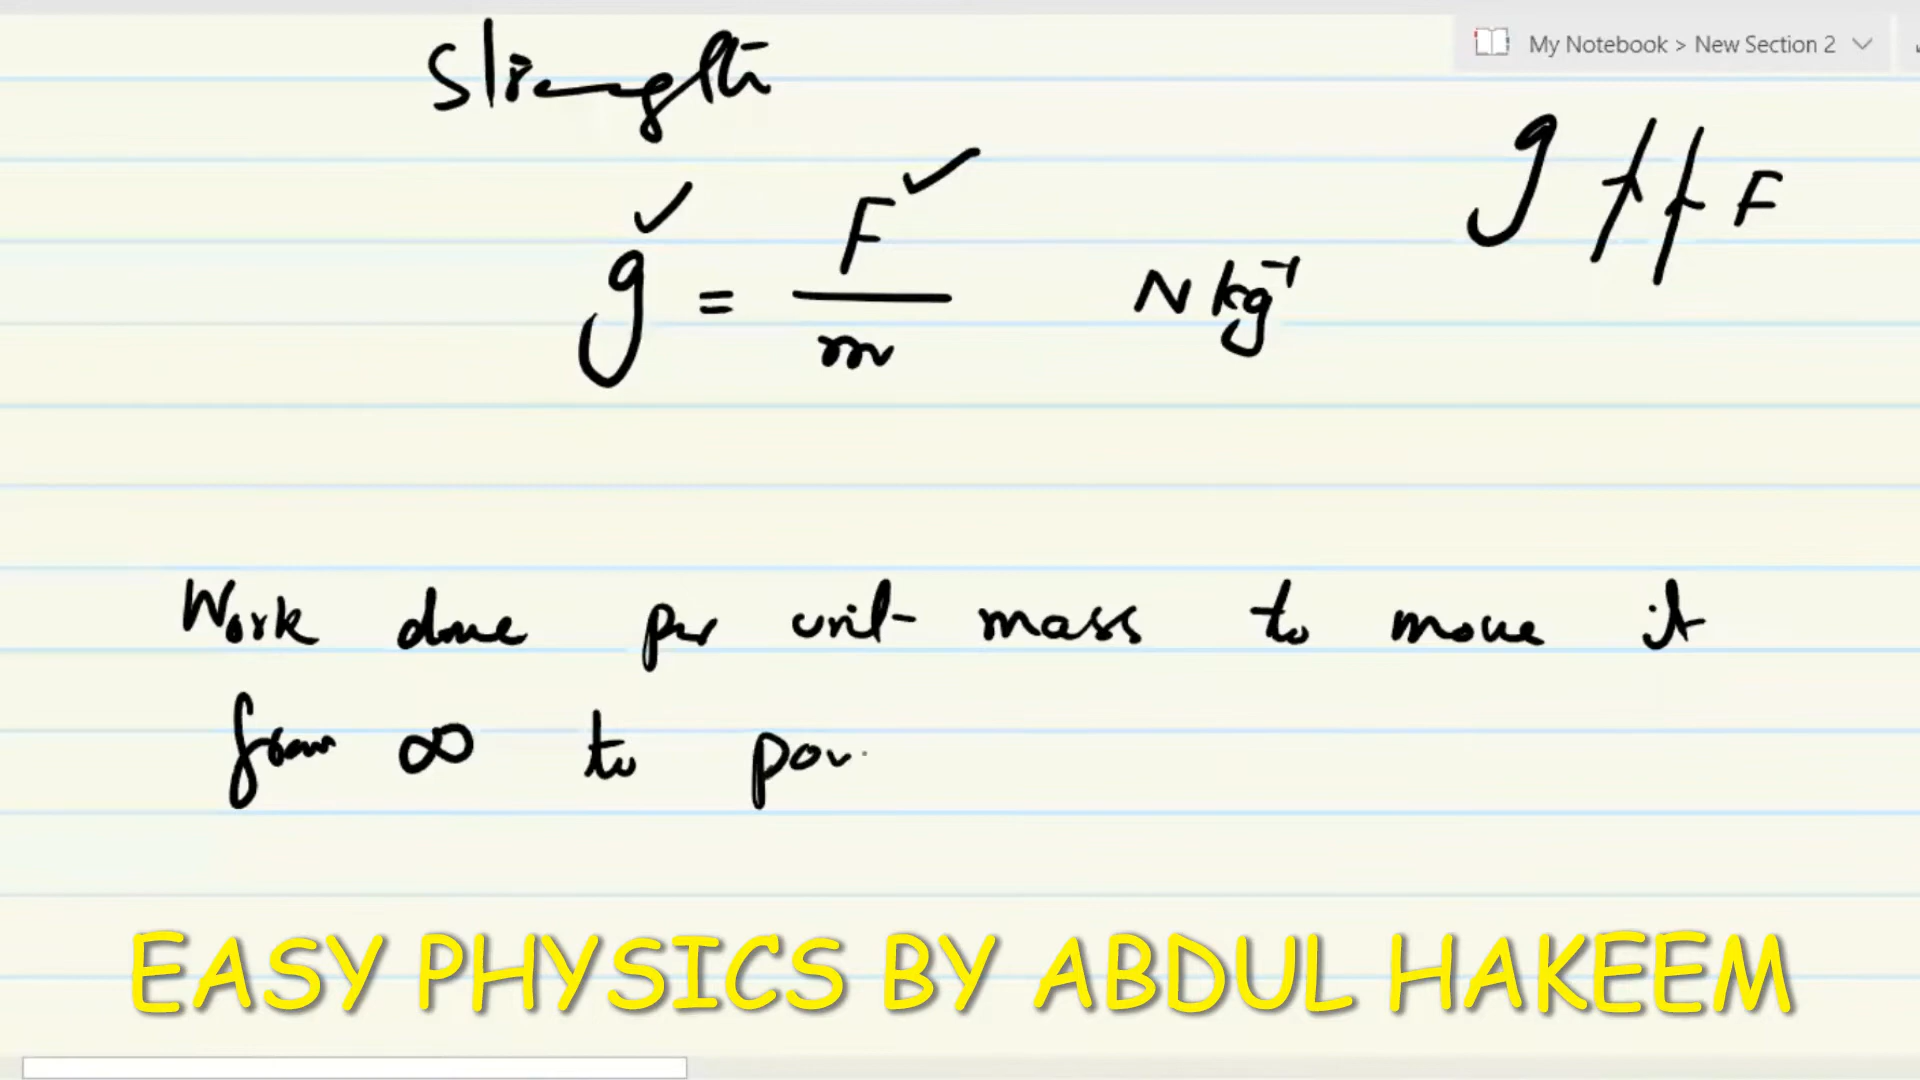 My Notebook > New Section 2
Strength
g = F / m N kg⁻¹
g F
Work done per unit mass to move it
from ∞ to
EASY PHYSICS BY ABDUL HAKEEM